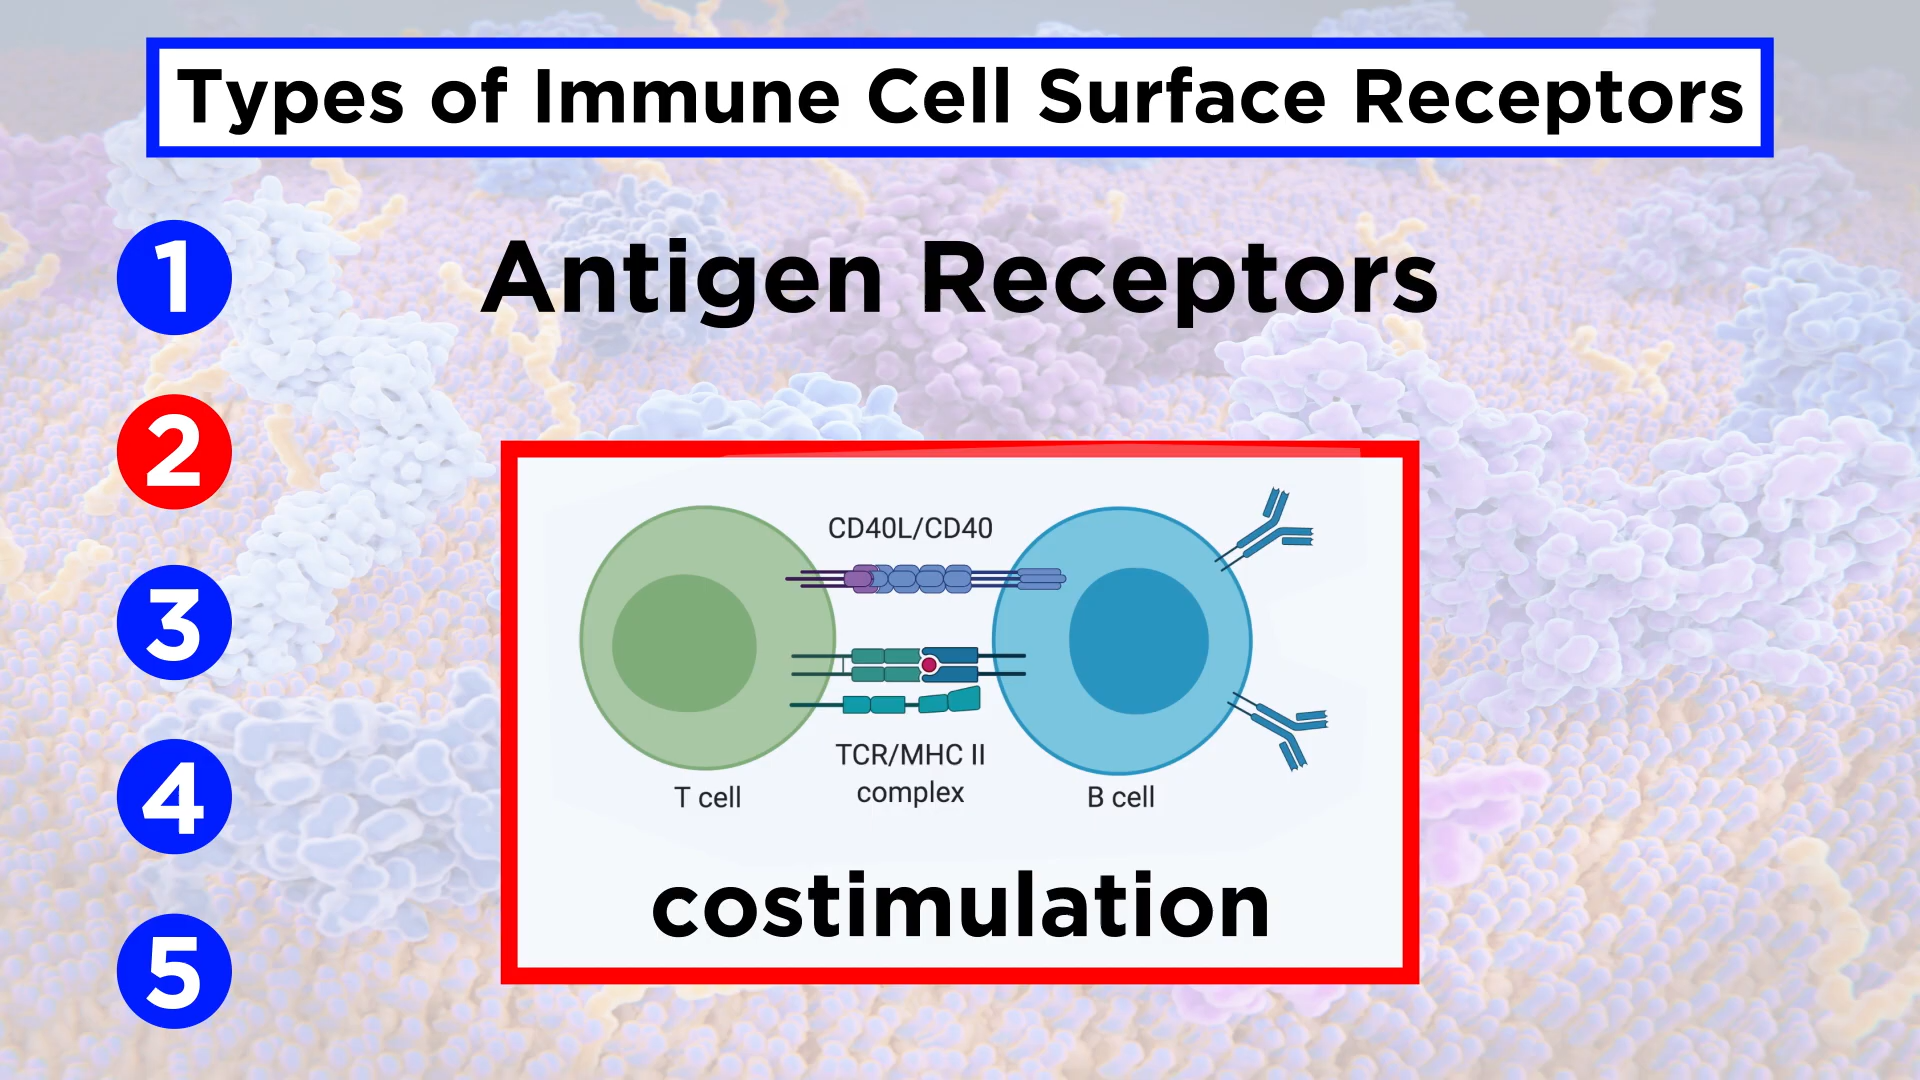 Types of Immune Cell Surface Receptors
1
Antigen Receptors
2
CD40L/CD40
TCR/MHC II
complex
T cell
B cell
costimulation
3
4
5